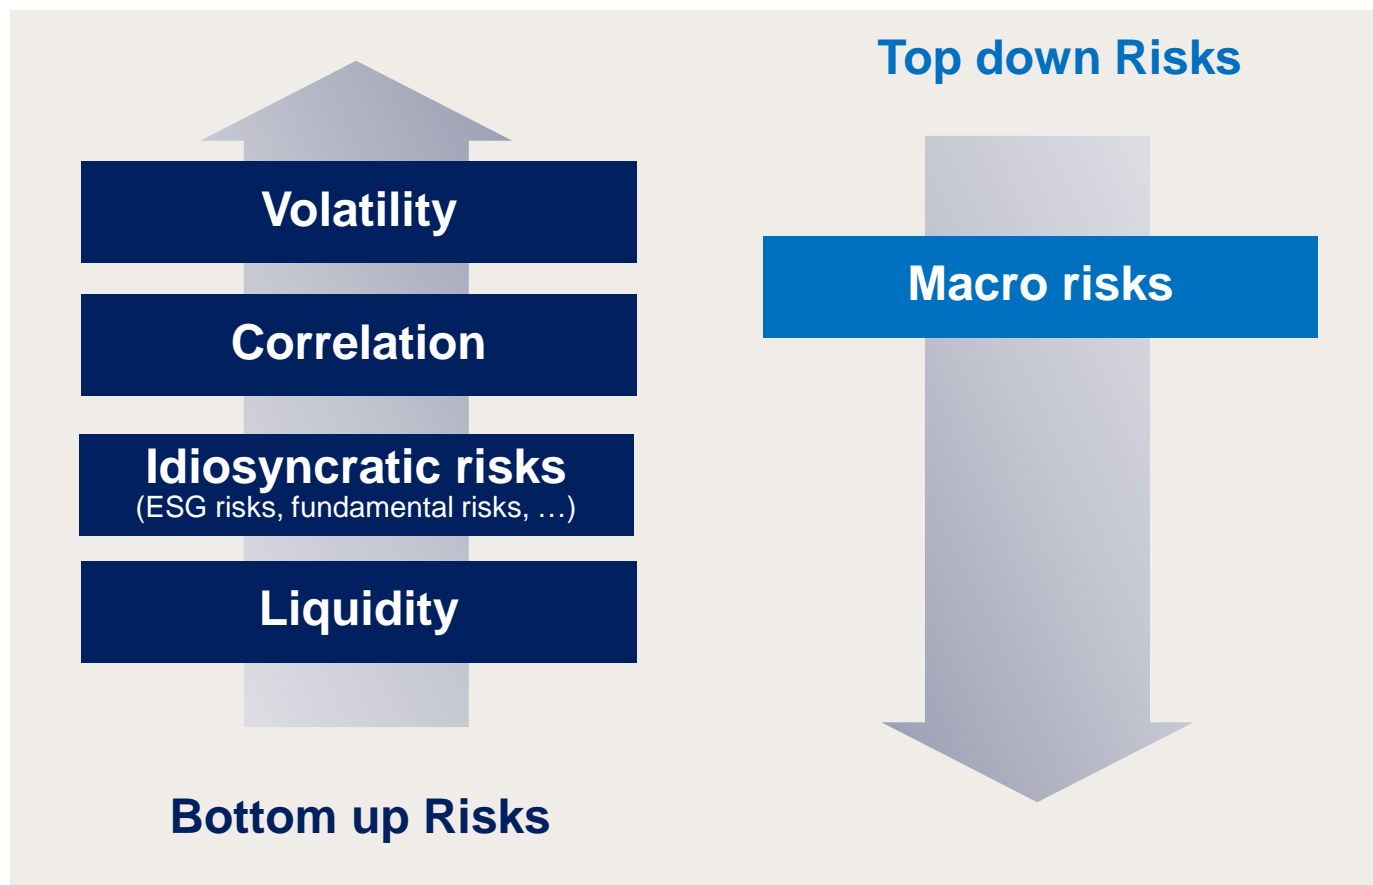 Volatility
Correlation
Idiosyncratic risks
(ESG risks, fundamental risks, …)
Liquidity
Bottom up Risks
Top down Risks
Macro risks